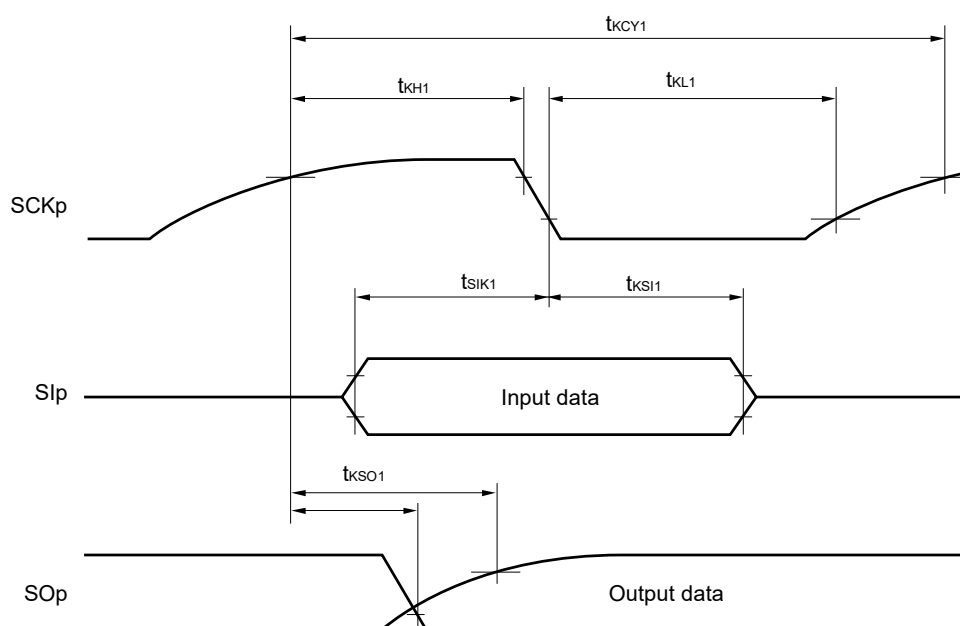 tKCY1
tKH1
tKL1
SCKp
tSIK1
tKSI1
SIp
Input data
tKSO1
SOp
Output data